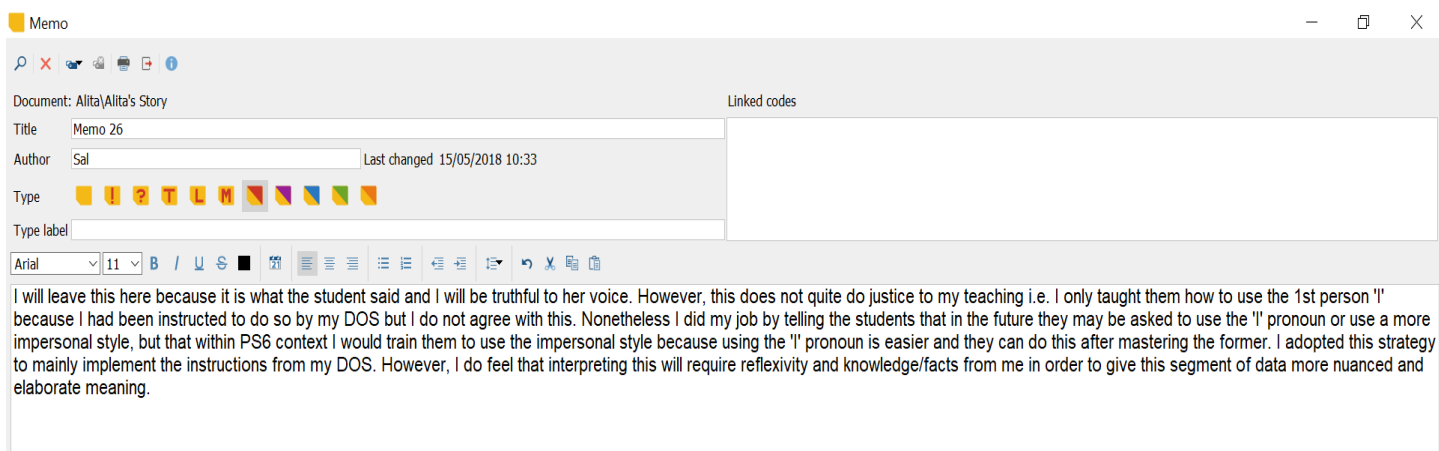 Memo
Document: Alita\Alita's Story
Linked codes
Title Memo 26
Author Sal Last changed 15/05/2018 10:33
Type ! ? T L M
Type label
Arial 11 B I U S 21
I will leave this here because it is what the student said and I will be truthful to her voice. However, this does not quite do justice to my teaching i.e. I only taught them how to use the 1st person 'I'
because I had been instructed to do so by my DOS but I do not agree with this. Nonetheless I did my job by telling the students that in the future they may be asked to use the 'I' pronoun or use a more
impersonal style, but that within PS6 context I would train them to use the impersonal style because using the 'I' pronoun is easier and they can do this after mastering the former. I adopted this strategy
to mainly implement the instructions from my DOS. However, I do feel that interpreting this will require reflexivity and knowledge/facts from me in order to give this segment of data more nuanced and
elaborate meaning.